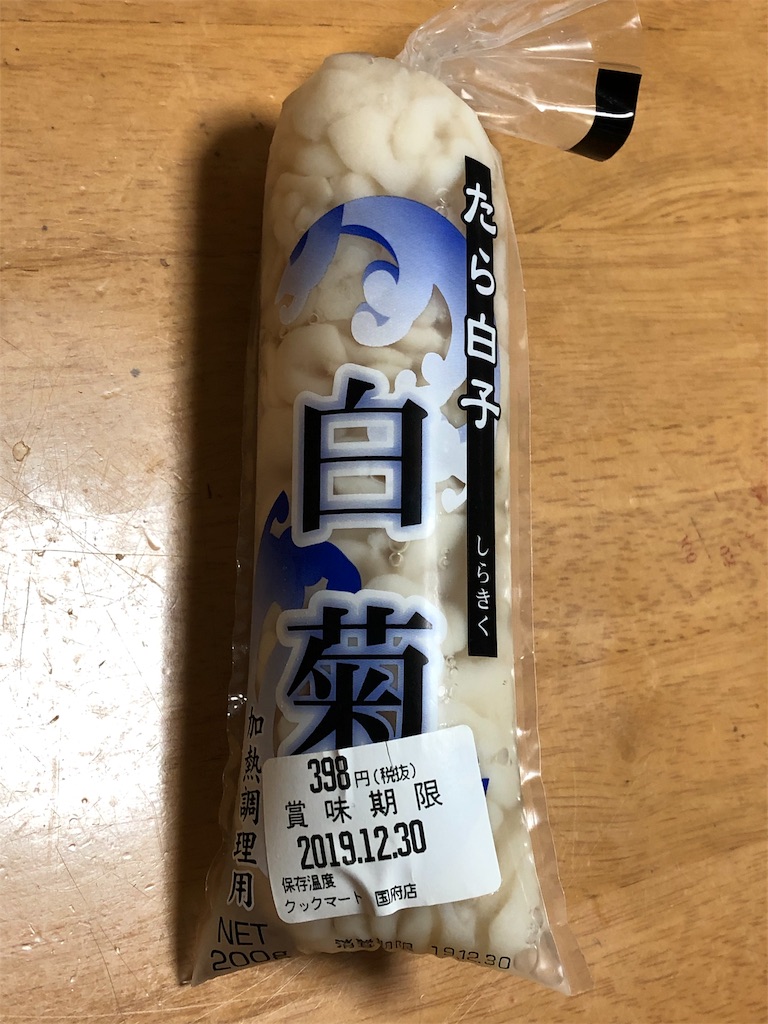 たら白子
しらきく
白菊
加熱調理用
NET
200g
398円(税抜)
賞味期限
2019.12.30
保存温度
クックマート 国府店
19.12.30